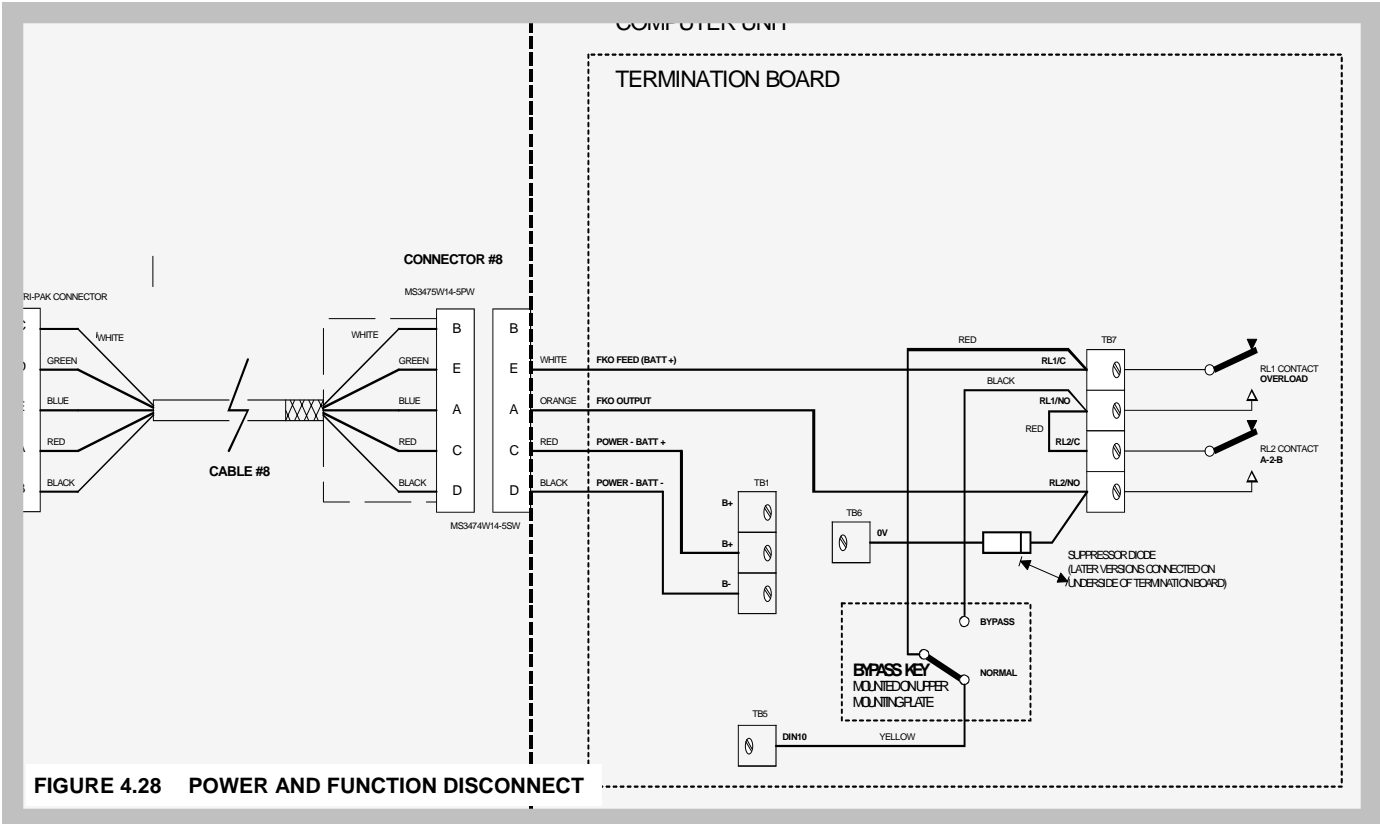 COMPUTER UNIT
TERMINATION BOARD
CONNECTOR #8
MS3475W14-5PW
RI-PAK CONNECTOR
WHITE
GREEN
BLUE
RED
BLACK
CABLE #8
WHITE
GREEN
BLUE
RED
BLACK
B
E
A
C
D
B
E
A
C
D
MS3474W14-5SW
WHITE
FKO FEED (BATT +)
ORANGE
FKO OUTPUT
RED
POWER - BATT +
BLACK
POWER - BATT -
TB1
B+
B+
B-
TB6
0V
RED
BLACK
RED
TB7
RL1/C
RL1/NO
RL2/C
RL2/NO
RL1 CONTACT
OVERLOAD
RL2 CONTACT
A-2-B
SUPPRESSOR DIODE
(LATER VERSIONS CONNECTED ON
UNDERSIDE OF TERMINATION BOARD)
BYPASS
NORMAL
BYPASS KEY
MOUNTED ON UPPER
MOUNTING PLATE
TB5
DIN10
YELLOW
FIGURE 4.28 POWER AND FUNCTION DISCONNECT